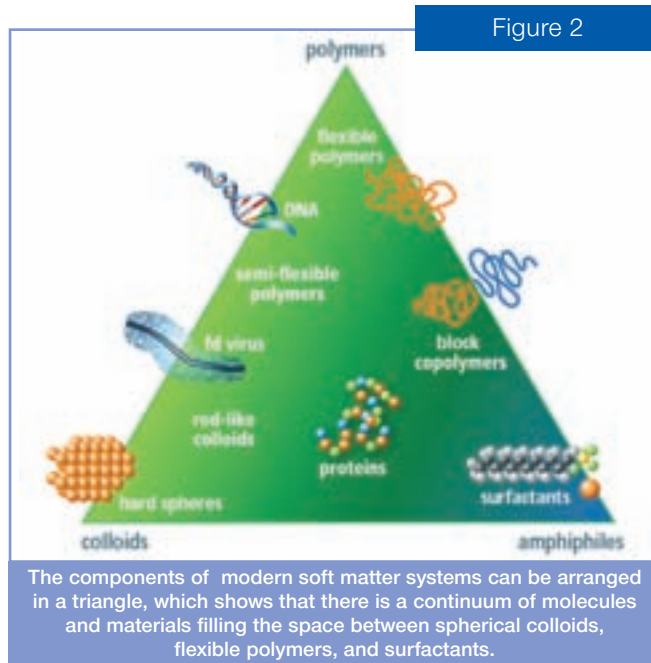 Figure 2
polymers
flexible
polymers
DNA
semi-flexible
polymers
fd virus
block
copolymers
rod-like
colloids
proteins
hard spheres
surfactants
colloids
amphiphiles
The components of modern soft matter systems can be arranged
in a triangle, which shows that there is a continuum of molecules
and materials filling the space between spherical colloids,
flexible polymers, and surfactants.